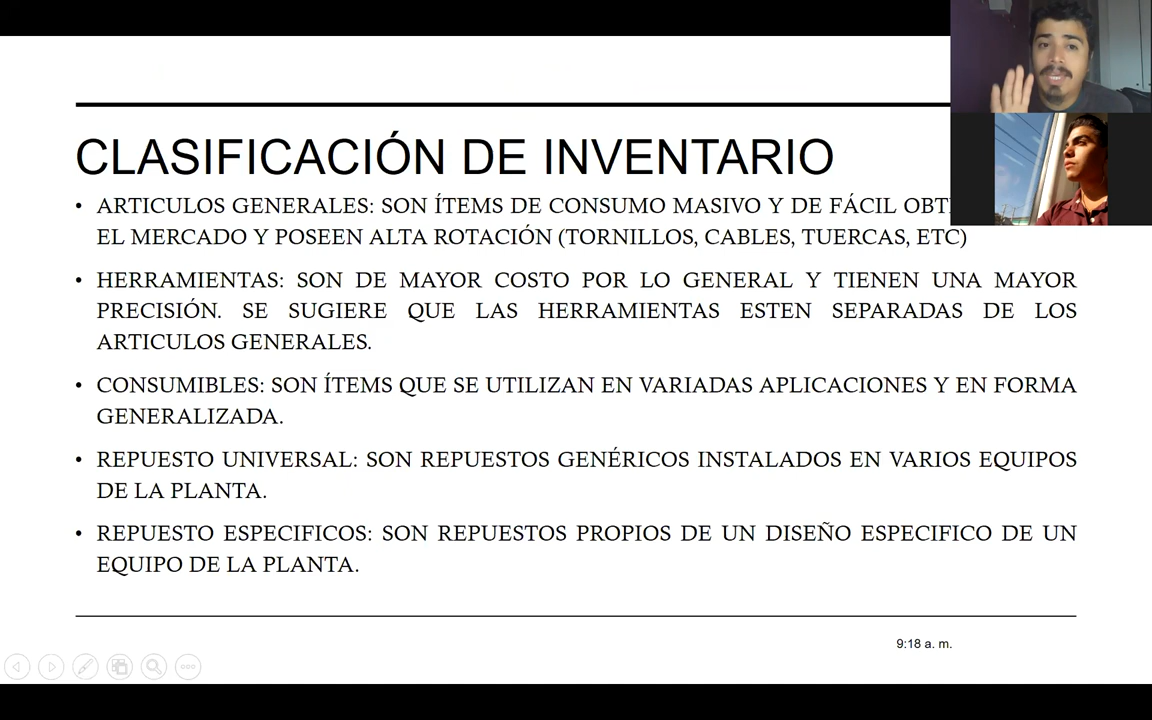 CLASIFICACIÓN DE INVENTARIO
• ARTICULOS GENERALES: SON ÍTEMS DE CONSUMO MASIVO Y DE FÁCIL
EL MERCADO Y POSEEN ALTA ROTACIÓN (TORNILLOS, CABLES, TUERCAS, ETC)
• HERRAMIENTAS: SON DE MAYOR COSTO POR LO GENERAL Y TIENEN UNA MAYOR
PRECISIÓN. SE SUGIERE QUE LAS HERRAMIENTAS ESTEN SEPARADAS DE LOS
ARTICULOS GENERALES.
• CONSUMIBLES: SON ÍTEMS QUE SE UTILIZAN EN VARIADAS APLICACIONES Y EN FORMA
GENERALIZADA.
• REPUESTO UNIVERSAL: SON REPUESTOS GENÉRICOS INSTALADOS EN VARIOS EQUIPOS
DE LA PLANTA.
• REPUESTO ESPECIFICOS: SON REPUESTOS PROPIOS DE UN DISEÑO ESPECIFICO DE UN
EQUIPO DE LA PLANTA.
9:18 a. m.